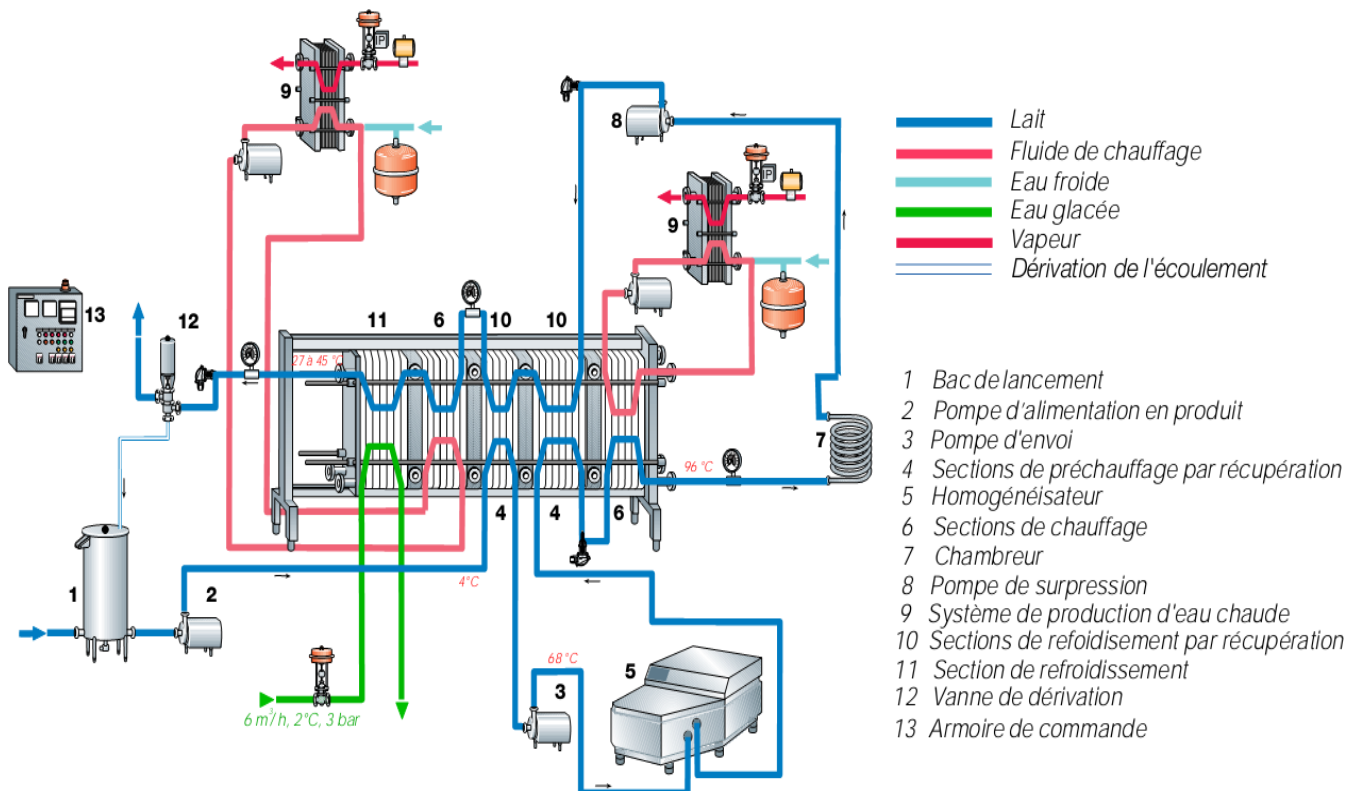 9
IP
8
Lait
Fluide de chauffage
Eau froide
Eau glacée
Vapeur
Dérivation de l'écoulement
IP
9
13
12
11
6
10
10
27 à 45 °C
7
96 °C
4
4
6
4°C
1
2
68°C
3
5
6 m³/h, 2°C, 3 bar
1 Bac de lancement
2 Pompe d'alimentation en produit
3 Pompe d'envoi
4 Sections de préchauffage par récupération
5 Homogénéisateur
6 Sections de chauffage
7 Chambreur
8 Pompe de surpression
9 Système de production d'eau chaude
10 Sections de refoidisement par récupération
11 Section de refroidissement
12 Vanne de dérivation
13 Armoire de commande